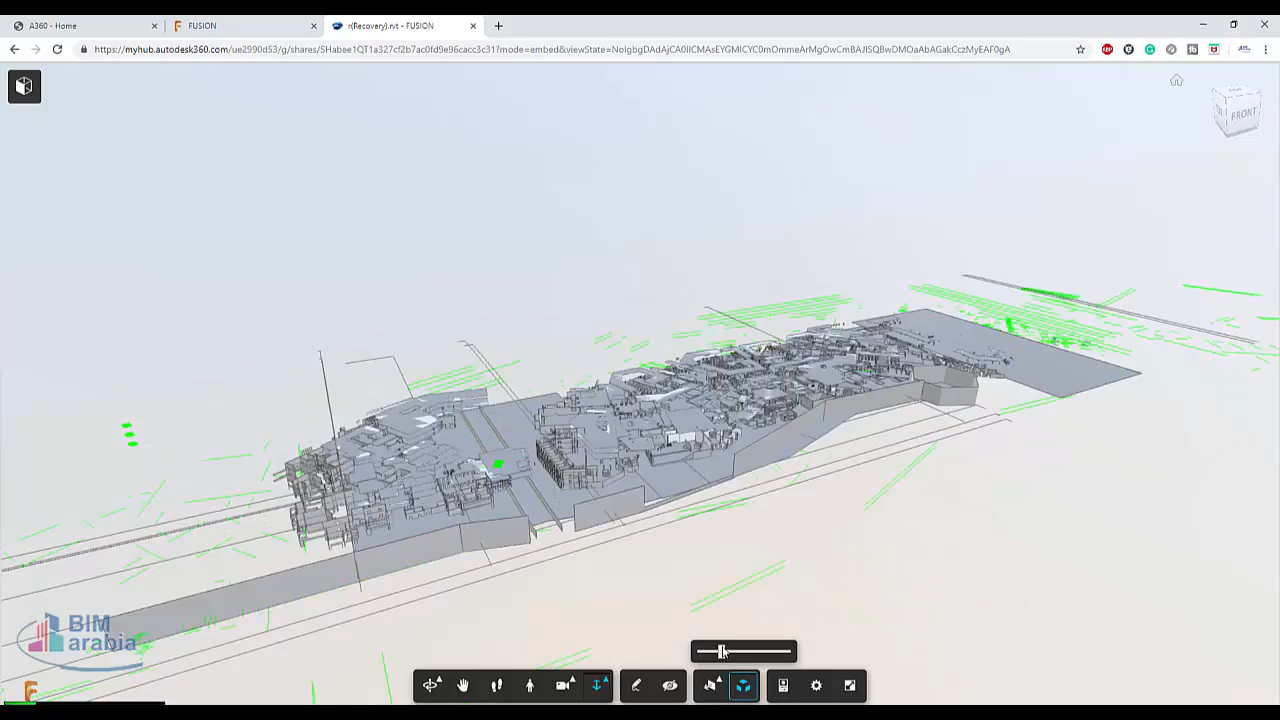 A360 - Home
FUSION
r(Recovery).rvt - FUSION
https://myhub.autodesk360.com/ue2990d53/g/shares/SHabee1QT1a327cf2b7ac0fd9e96cacc3c31?mode=embed&viewState=NoIgbgDAdAjCA0IICMAsEYGMICYC0mOmmeArMgOwCmBAJISQBwDMOaAbAGakCczMyEAF0gA
FRONT
BIM
arabia